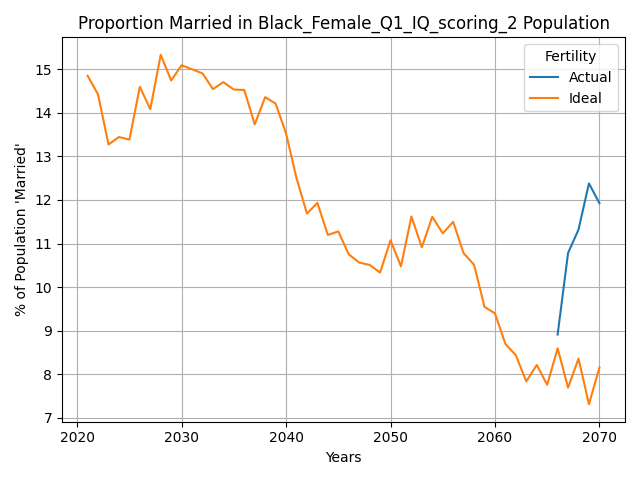 Proportion Married in Black_Female_Q1_IQ_scoring_2 Population
% of Population 'Married'
15
14
13
12
11
10
9
8
7
Fertility
Actual
Ideal
2020 2030 2040 2050 2060 2070
Years